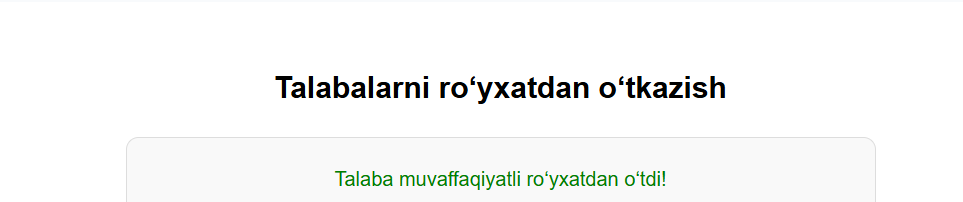 Talabalarni ro‘yxatdan o‘tkazish
Talaba muvaffaqiyatli ro‘yxatdan o‘tdi!